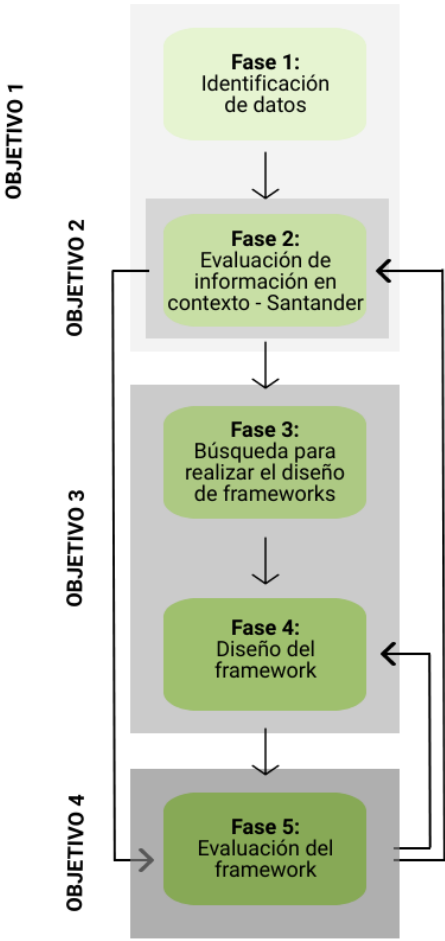 OBJETIVO 1
Fase 1:
Identificación
de datos
OBJETIVO 2
Fase 2:
Evaluación de
información en
contexto - Santander
OBJETIVO 3
Fase 3:
Búsqueda para
realizar el diseño
de frameworks
Fase 4:
Diseño del
framework
OBJETIVO 4
Fase 5:
Evaluación del
framework